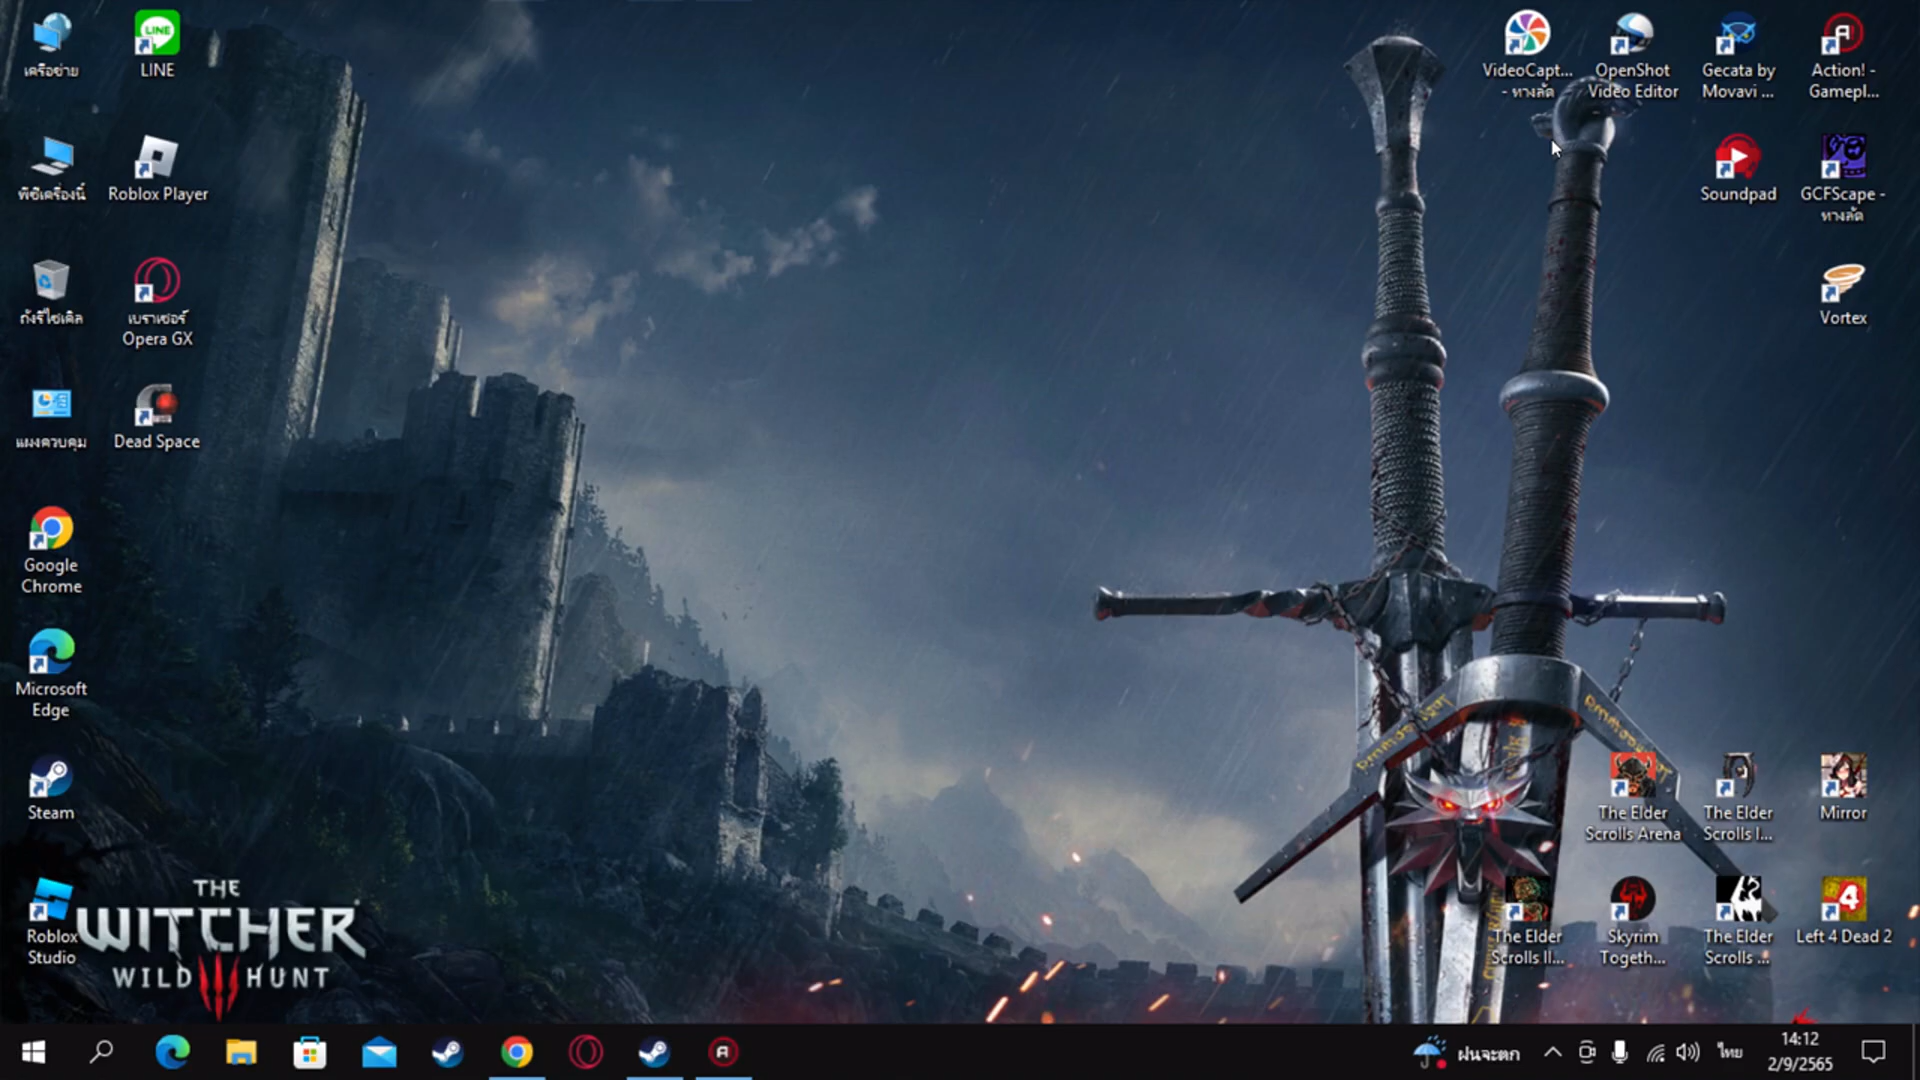 เครือข่าย
LINE
VideoCapt...
- ทางลัด
OpenShot
Video Editor
Gecata by
Movavi ...
Action! -
Gamepl...
พีซีเครื่องนี้
Roblox Player
Soundpad
GCFScape -
ทางลัด
ถังรีไซเคิล
เบราเซอร์
Opera GX
Vortex
แผงควบคุม
Dead Space
Google
Chrome
Microsoft
Edge
Steam
The Elder
Scrolls Arena
The Elder
Scrolls I...
Mirror
Roblox
Studio
THE
WITCHER
WILD III HUNT
The Elder
Scrolls II...
Skyrim
Togeth...
The Elder
Scrolls ...
Left 4 Dead 2
ฝนจะตก
ไทย
14:12
2/9/2565